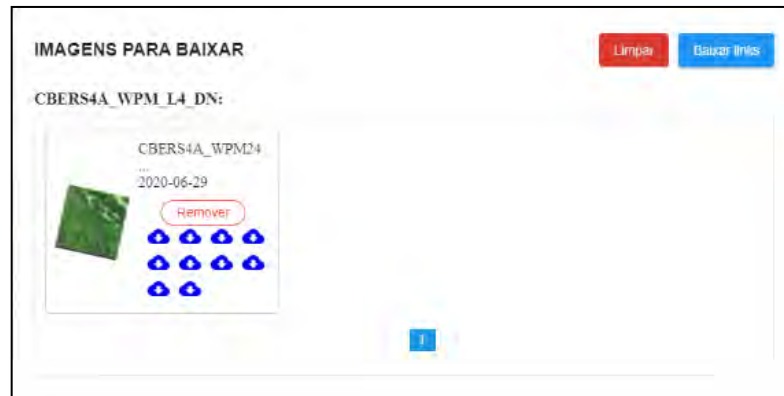 IMAGENS PARA BAIXAR
Limpar
Baixar links
CBERS4A_WPM_L4_DN:
CBERS4A_WPM24
...
2020-06-29
Remover
1